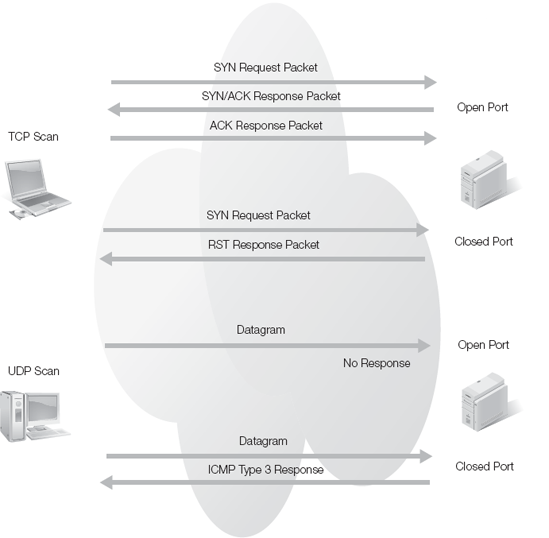 SYN Request Packet
SYN/ACK Response Packet
Open Port
ACK Response Packet
TCP Scan
SYN Request Packet
Closed Port
RST Response Packet
Datagram
Open Port
No Response
UDP Scan
Datagram
Closed Port
ICMP Type 3 Response